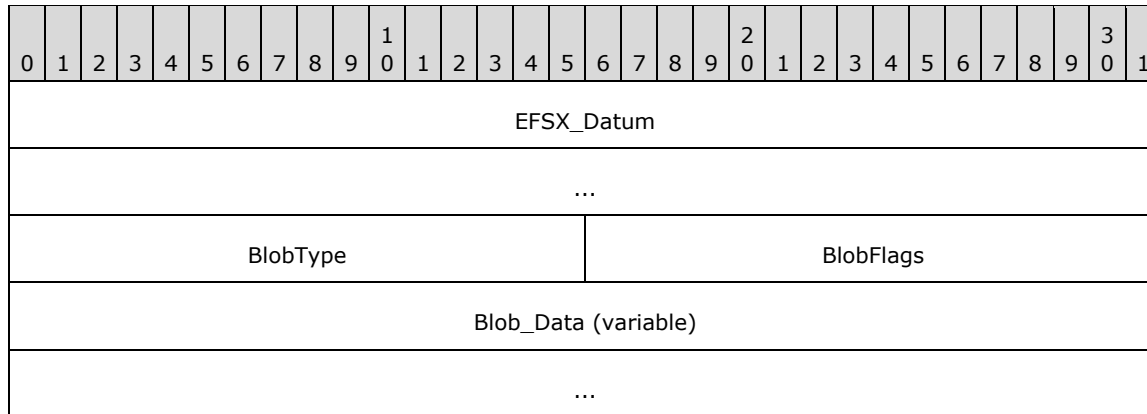 1 2 3
0 1 2 3 4 5 6 7 8 9 0 1 2 3 4 5 6 7 8 9 0 1 2 3 4 5 6 7 8 9 0 1
EFSX_Datum
...
BlobType BlobFlags
Blob_Data (variable)
...